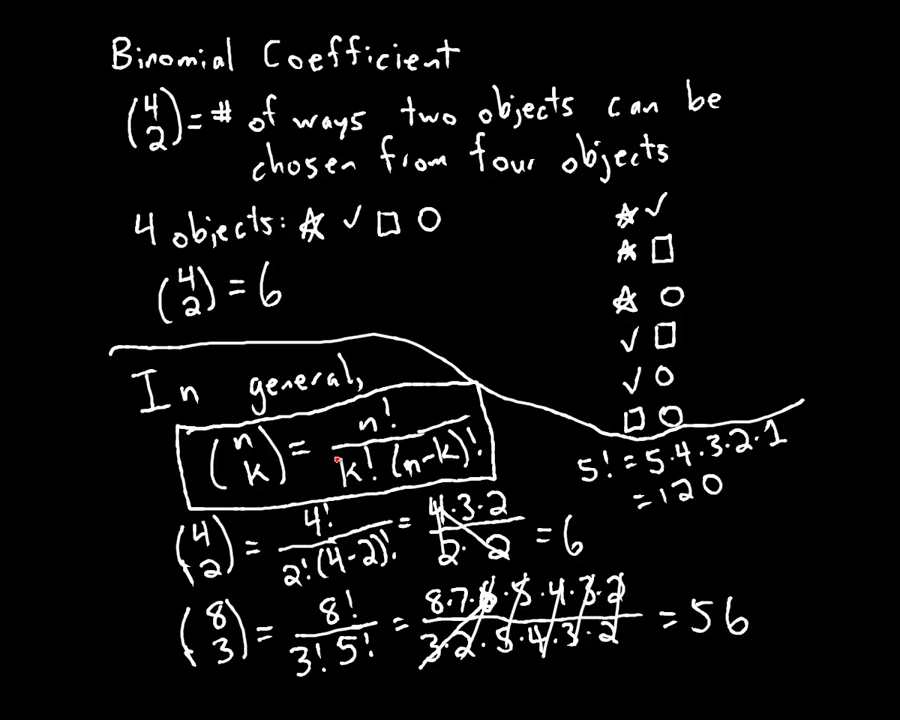 Binomial Coefficient
(4 2) = # of ways two objects can be
chosen from four objects
4 objects: ☆ ✓ □ ○
(4 2) = 6
☆ ✓
☆ □
☆ ○
✓ □
✓ ○
□ ○
In general,
(n k) = n! / k! (n-k)!
5! = 5·4·3·2·1
= 120
(4 2) = 4! / 2! (4-2)! = 4·3·2 / 2·2 = 6
(8 3) = 8! / 3! 5! = 8·7·6·5·4·3·2 / 3·2·5·4·3·2 = 56